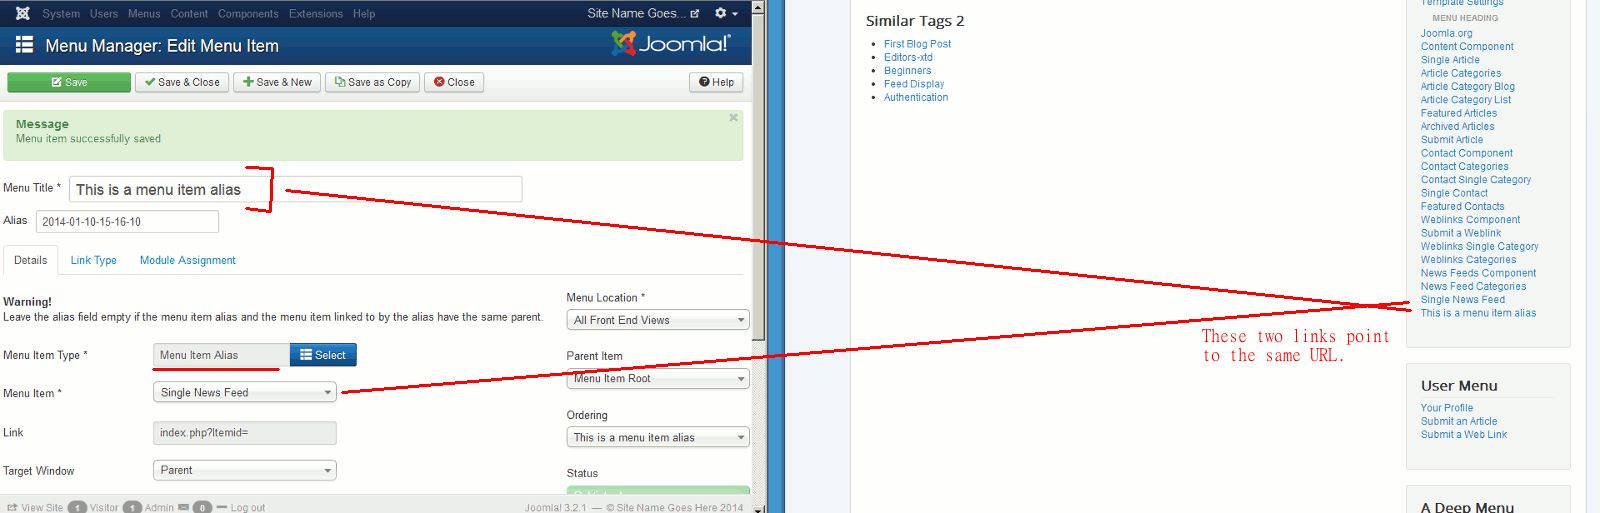 System Users Menus Content Components Extensions Help
Site Name Goes...
Menu Manager: Edit Menu Item
Joomla!®
Save
Save & Close
Save & New
Save as Copy
Close
Help
Message
Menu item successfully saved
Menu Title * This is a menu item alias
Alias 2014-01-10-15-16-10
Details Link Type Module Assignment
Warning!
Leave the alias field empty if the menu item alias and the menu item linked to by the alias have the same parent.
Menu Item Type * Menu Item Alias Select
Menu Item * Single News Feed
Link index.php?Itemid=
Target Window Parent
Menu Location *
All Front End Views
Parent Item
Menu Item Root
Ordering
This is a menu item alias
Status
View Site 1 Visitor 1 Admin 0 Log out
Joomla! 3.2.1 — © Site Name Goes Here 2014
Similar Tags 2
First Blog Post
Editors-xtd
Beginners
Feed Display
Authentication
Template Settings
MENU HEADING
Joomla.org
Content Component
Single Article
Article Categories
Article Category Blog
Article Category List
Featured Articles
Archived Articles
Submit Article
Contact Component
Contact Categories
Contact Single Category
Single Contact
Featured Contacts
Weblinks Component
Submit a Weblink
Weblinks Single Category
Weblinks Categories
News Feeds Component
News Feed Categories
Single News Feed
This is a menu item alias
These two links point
to the same URL.
User Menu
Your Profile
Submit an Article
Submit a Web Link
A Deep Menu